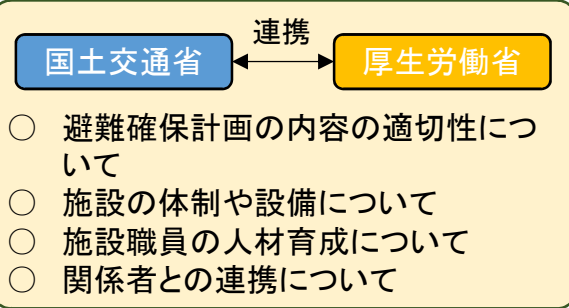 連携
国土交通省 厚生労働省
○ 避難確保計画の内容の適切性につ
いて
○ 施設の体制や設備について
○ 施設職員の人材育成について
○ 関係者との連携について